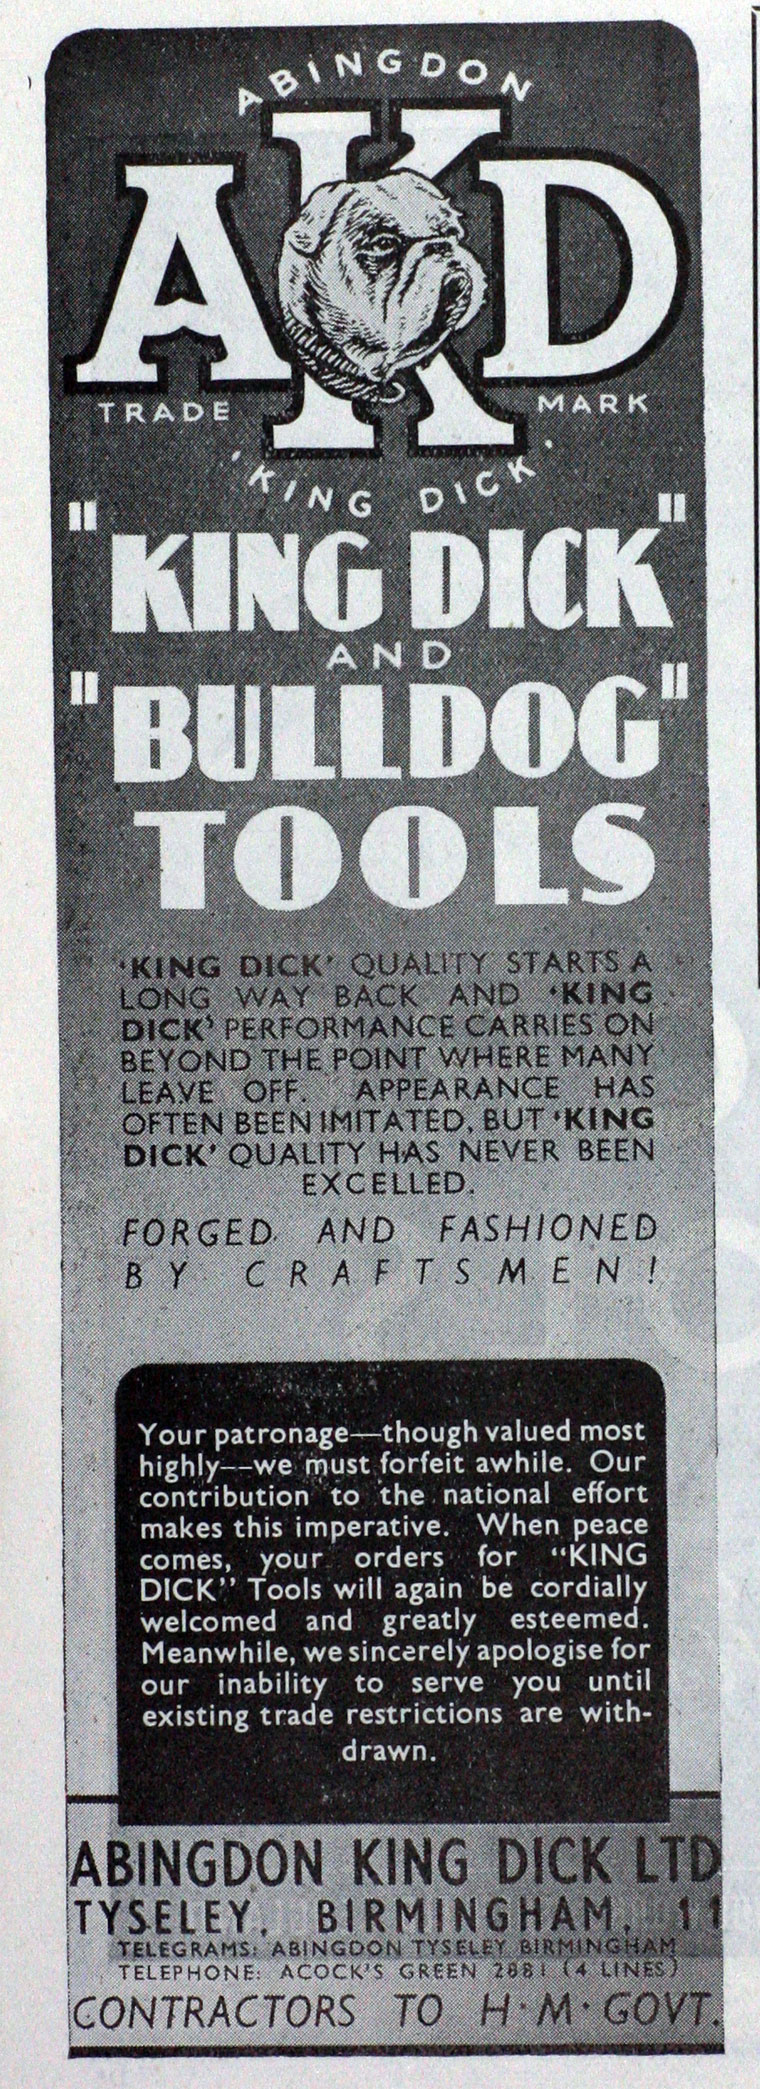 ABINGDON
AKD
TRADE MARK
'KING DICK'
"KING DICK"
AND
"BULLDOG"
TOOLS
'KING DICK' QUALITY STARTS A
LONG WAY BACK AND 'KING
DICK' PERFORMANCE CARRIES ON
BEYOND THE POINT WHERE MANY
LEAVE OFF. APPEARANCE HAS
OFTEN BEEN IMITATED, BUT 'KING
DICK' QUALITY HAS NEVER BEEN
EXCELLED.
FORGED AND FASHIONED
BY CRAFTSMEN!
Your patronage—though valued most
highly—we must forfeit awhile. Our
contribution to the national effort
makes this imperative. When peace
comes, your orders for "KING
DICK" Tools will again be cordially
welcomed and greatly esteemed.
Meanwhile, we sincerely apologise for
our inability to serve you until
existing trade restrictions are with-
drawn.
ABINGDON KING DICK LTD
TYSELEY, BIRMINGHAM, 11
TELEGRAMS: ABINGDON TYSELEY BIRMINGHAM
TELEPHONE: ACOCK'S GREEN 2881 (4 LINES)
CONTRACTORS TO H·M·GOVT.